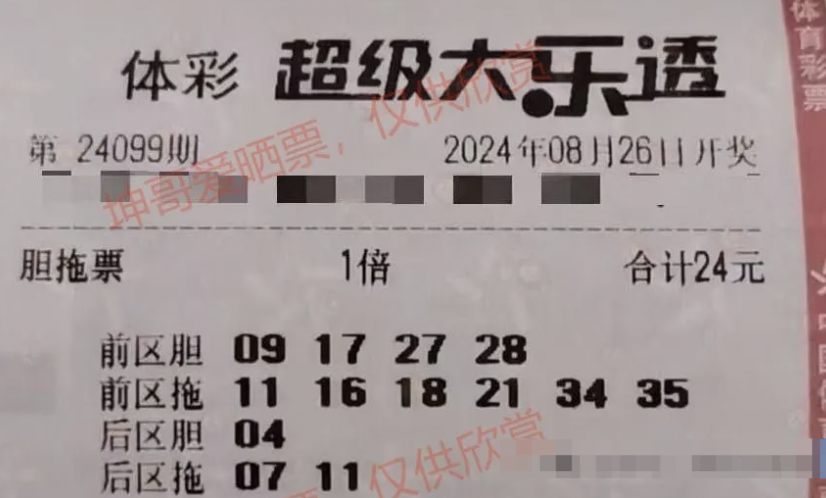 体彩 超级大乐透
第 24099期 2024年08月26日开奖
坤哥爱晒票，仅供欣赏
胆拖票 1倍 合计24元
前区胆 09 17 27 28
前区拖 11 16 18 21 34 35
后区胆 04
后区拖 07 11
仅供欣赏
体育彩票